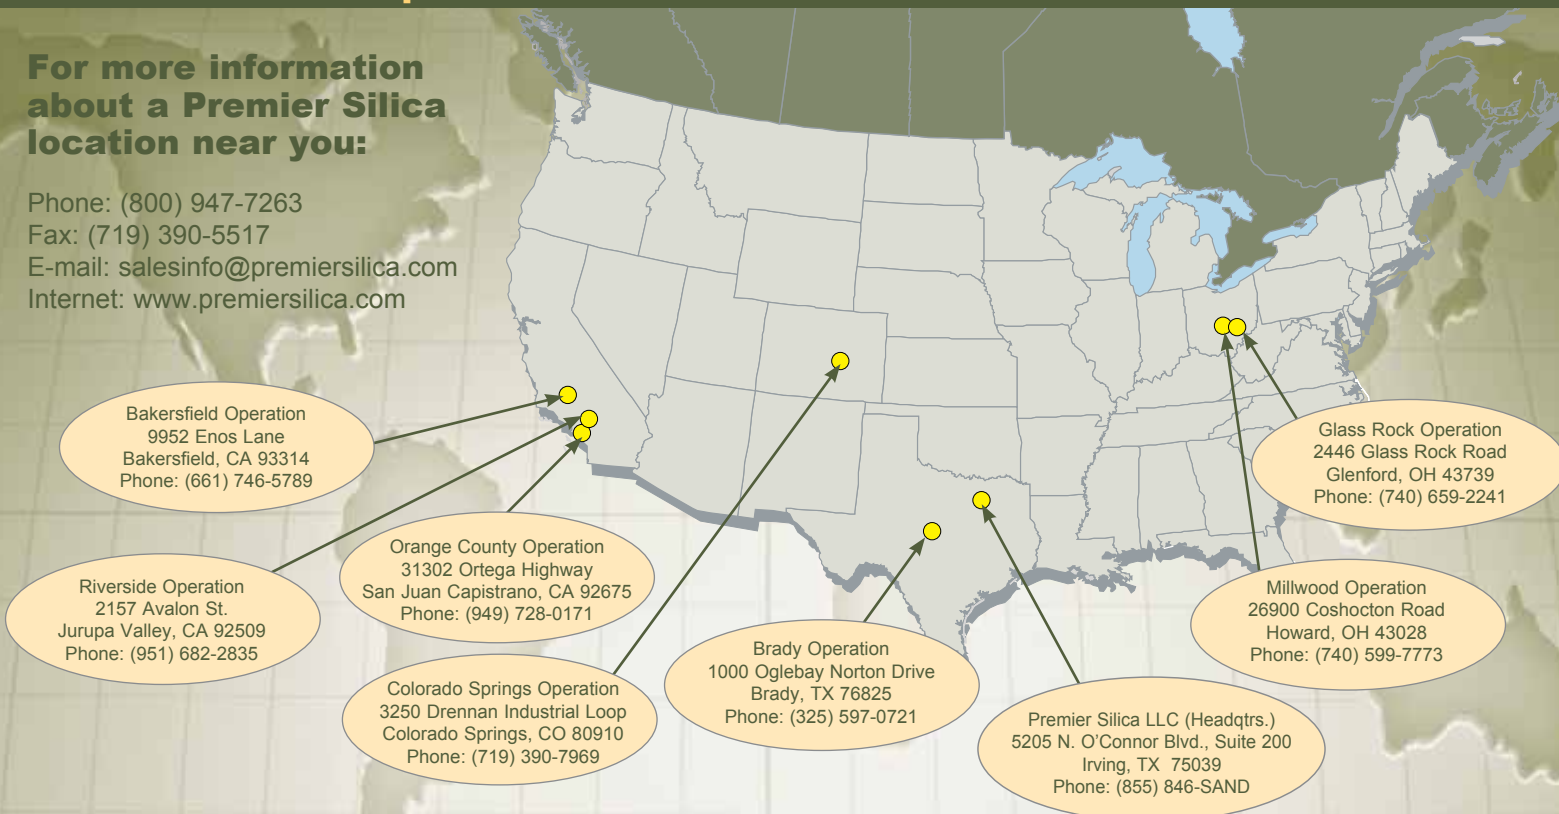 For more information
about a Premier Silica
location near you:
Phone: (800) 947-7263
Fax: (719) 390-5517
E-mail: salesinfo@premiersilica.com
Internet: www.premiersilica.com
Bakersfield Operation
9952 Enos Lane
Bakersfield, CA 93314
Phone: (661) 746-5789
Riverside Operation
2157 Avalon St.
Jurupa Valley, CA 92509
Phone: (951) 682-2835
Orange County Operation
31302 Ortega Highway
San Juan Capistrano, CA 92675
Phone: (949) 728-0171
Colorado Springs Operation
3250 Drennan Industrial Loop
Colorado Springs, CO 80910
Phone: (719) 390-7969
Brady Operation
1000 Oglebay Norton Drive
Brady, TX 76825
Phone: (325) 597-0721
Premier Silica LLC (Headqtrs.)
5205 N. O'Connor Blvd., Suite 200
Irving, TX 75039
Phone: (855) 846-SAND
Glass Rock Operation
2446 Glass Rock Road
Glenford, OH 43739
Phone: (740) 659-2241
Millwood Operation
26900 Coshocton Road
Howard, OH 43028
Phone: (740) 599-7773